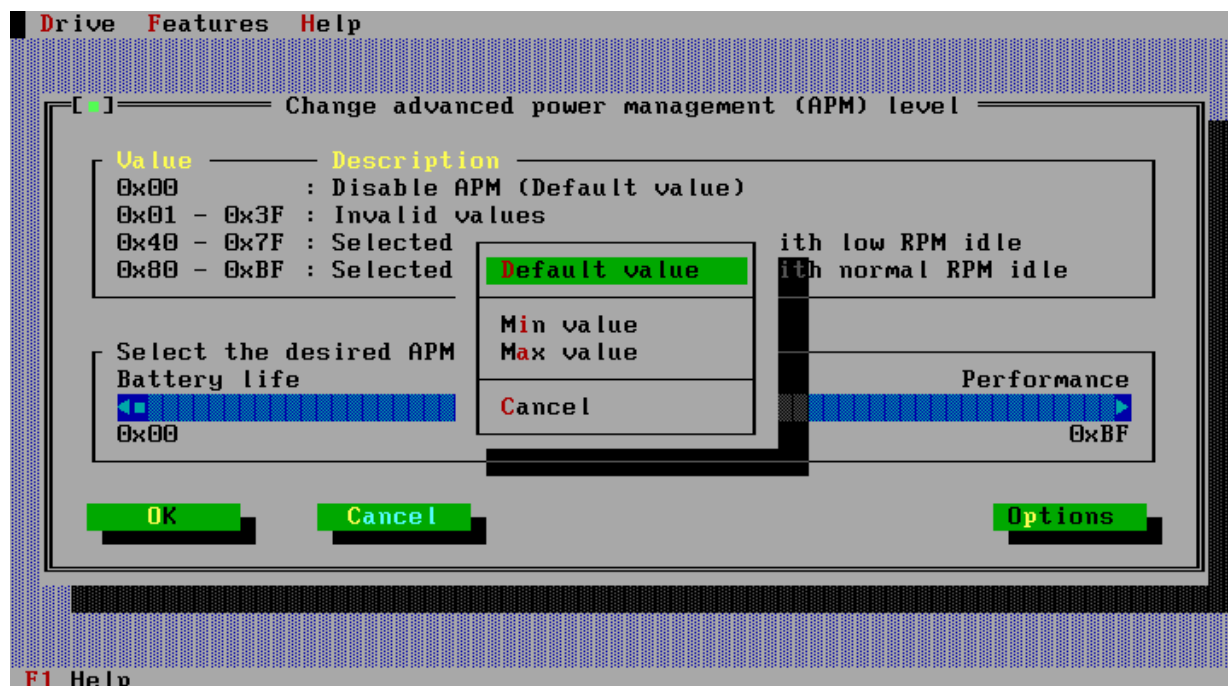 Drive Features Help
Change advanced power management (APM) level
Value Description
0x00 : Disable APM (Default value)
0x01 - 0x3F : Invalid values
0x40 - 0x7F : Selected ith low RPM idle
0x80 - 0xBF : Selected ith normal RPM idle
Default value
Min value
Max value
Cancel
Select the desired APM
Battery life Performance
0x00 0xBF
OK Cancel Options
F1 Help